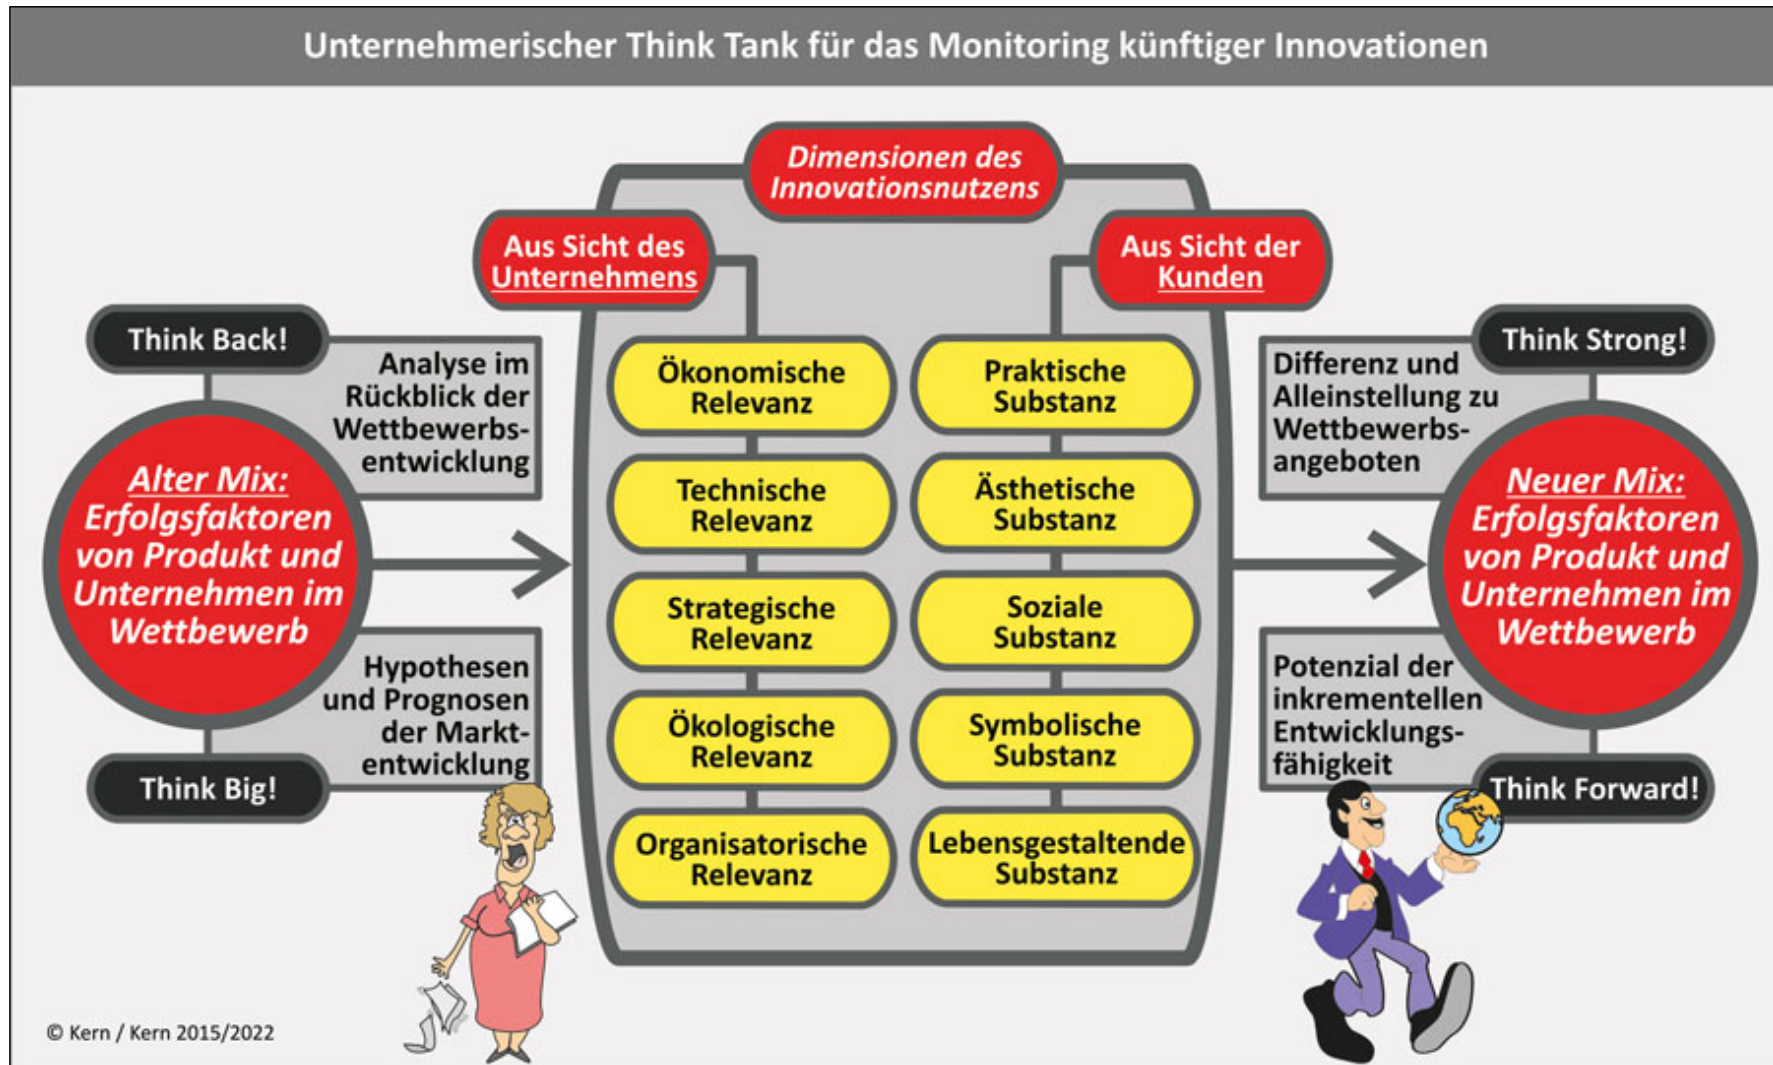 Unternehmerischer Think Tank für das Monitoring künftiger Innovationen
Dimensionen des
Innovationsnutzens
Aus Sicht des
Unternehmens
Aus Sicht der
Kunden
Think Back!
Analyse im
Rückblick der
Wettbewerbs-
entwicklung
Alter Mix:
Erfolgsfaktoren
von Produkt und
Unternehmen im
Wettbewerb
Hypothesen
und Prognosen
der Markt-
entwicklung
Think Big!
Ökonomische
Relevanz
Technische
Relevanz
Strategische
Relevanz
Ökologische
Relevanz
Organisatorische
Relevanz
Praktische
Substanz
Ästhetische
Substanz
Soziale
Substanz
Symbolische
Substanz
Lebensgestaltende
Substanz
Think Strong!
Differenz und
Alleinstellung zu
Wettbewerbs-
angeboten
Neuer Mix:
Erfolgsfaktoren
von Produkt und
Unternehmen im
Wettbewerb
Potenzial der
inkrementellen
Entwicklungs-
fähigkeit
Think Forward!
© Kern / Kern 2015/2022